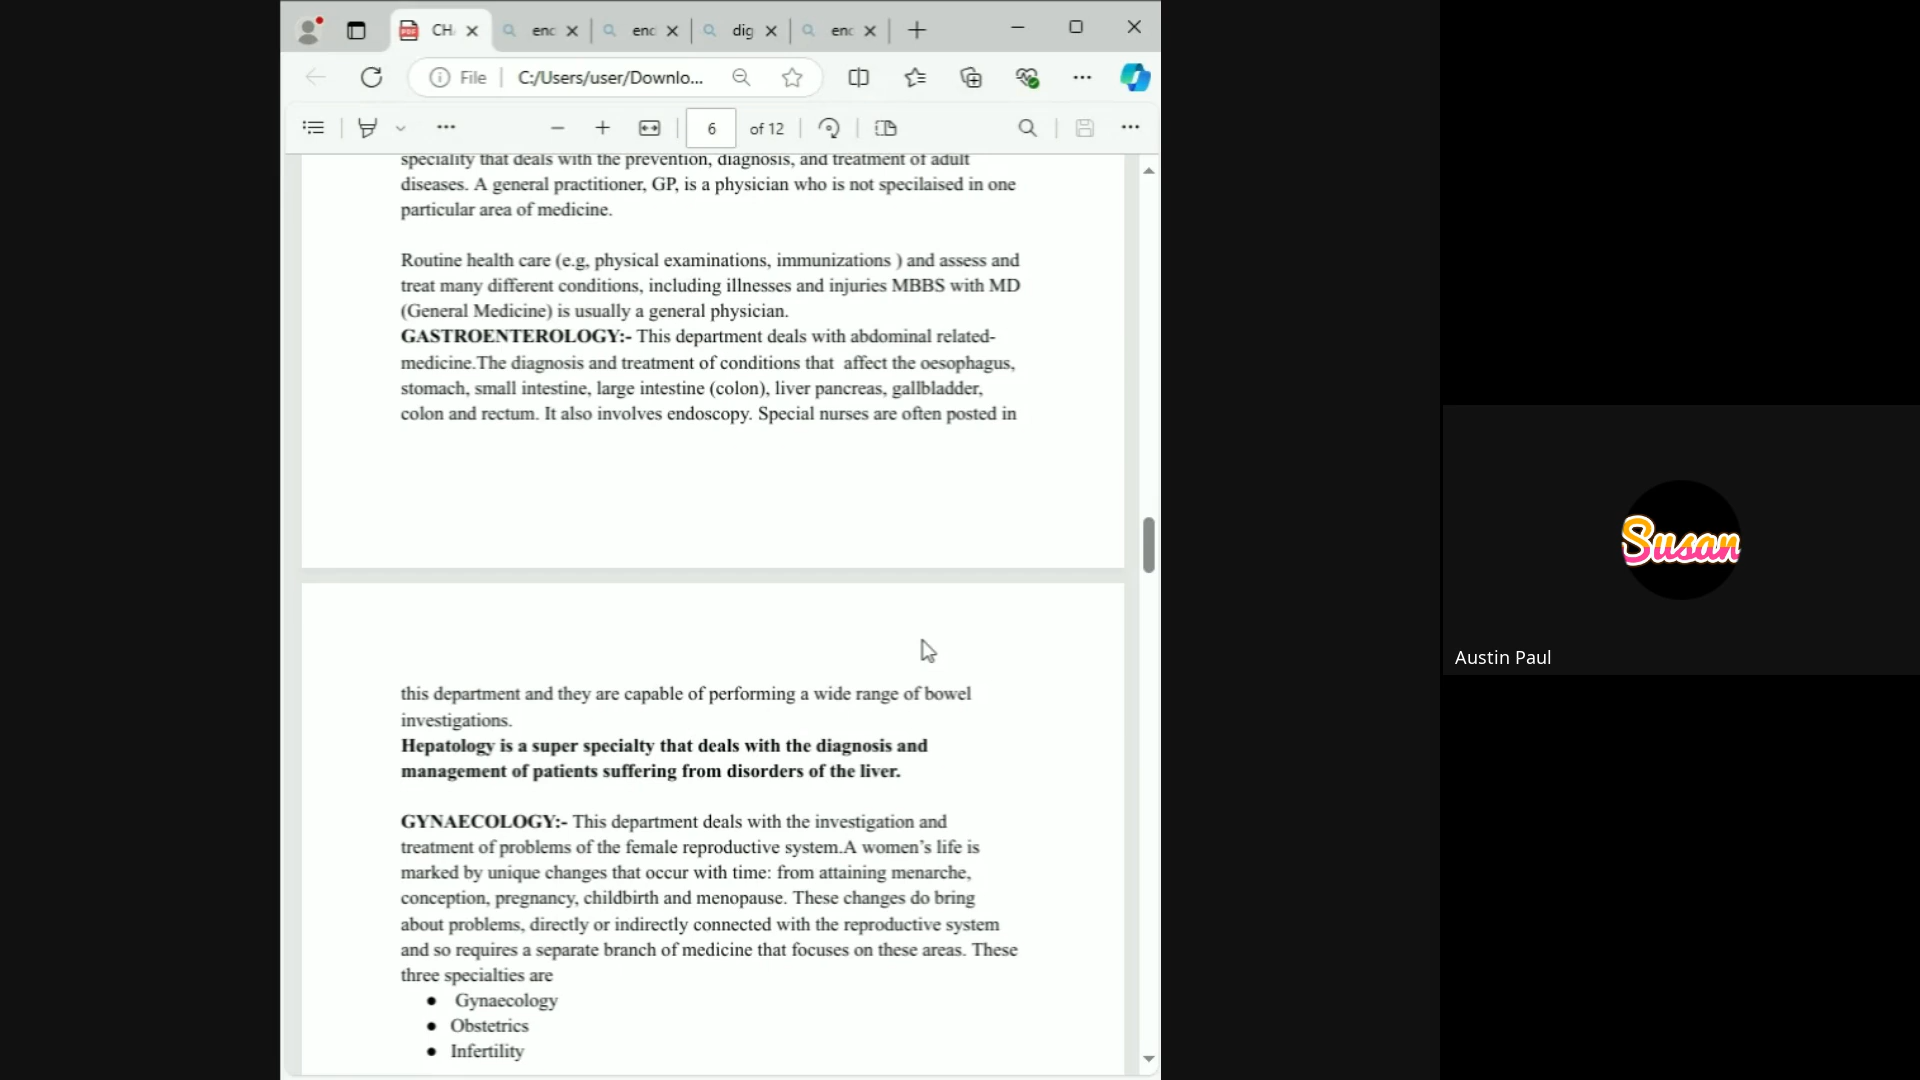 CH
enc
enc
dig
enc
File
C:/Users/user/Downlo...
6
of 12
speciality that deals with the prevention, diagnosis, and treatment of adult
diseases. A general practitioner, GP, is a physician who is not specilaised in one
particular area of medicine.
Routine health care (e.g, physical examinations, immunizations ) and assess and
treat many different conditions, including illnesses and injuries MBBS with MD
(General Medicine) is usually a general physician.
GASTROENTEROLOGY:- This department deals with abdominal related-
medicine.The diagnosis and treatment of conditions that affect the oesophagus,
stomach, small intestine, large intestine (colon), liver pancreas, gallbladder,
colon and rectum. It also involves endoscopy. Special nurses are often posted in
this department and they are capable of performing a wide range of bowel
investigations.
Hepatology is a super specialty that deals with the diagnosis and
management of patients suffering from disorders of the liver.
GYNAECOLOGY:- This department deals with the investigation and
treatment of problems of the female reproductive system.A women’s life is
marked by unique changes that occur with time: from attaining menarche,
conception, pregnancy, childbirth and menopause. These changes do bring
about problems, directly or indirectly connected with the reproductive system
and so requires a separate branch of medicine that focuses on these areas. These
three specialties are
● Gynaecology
● Obstetrics
● Infertility
Susan
Austin Paul